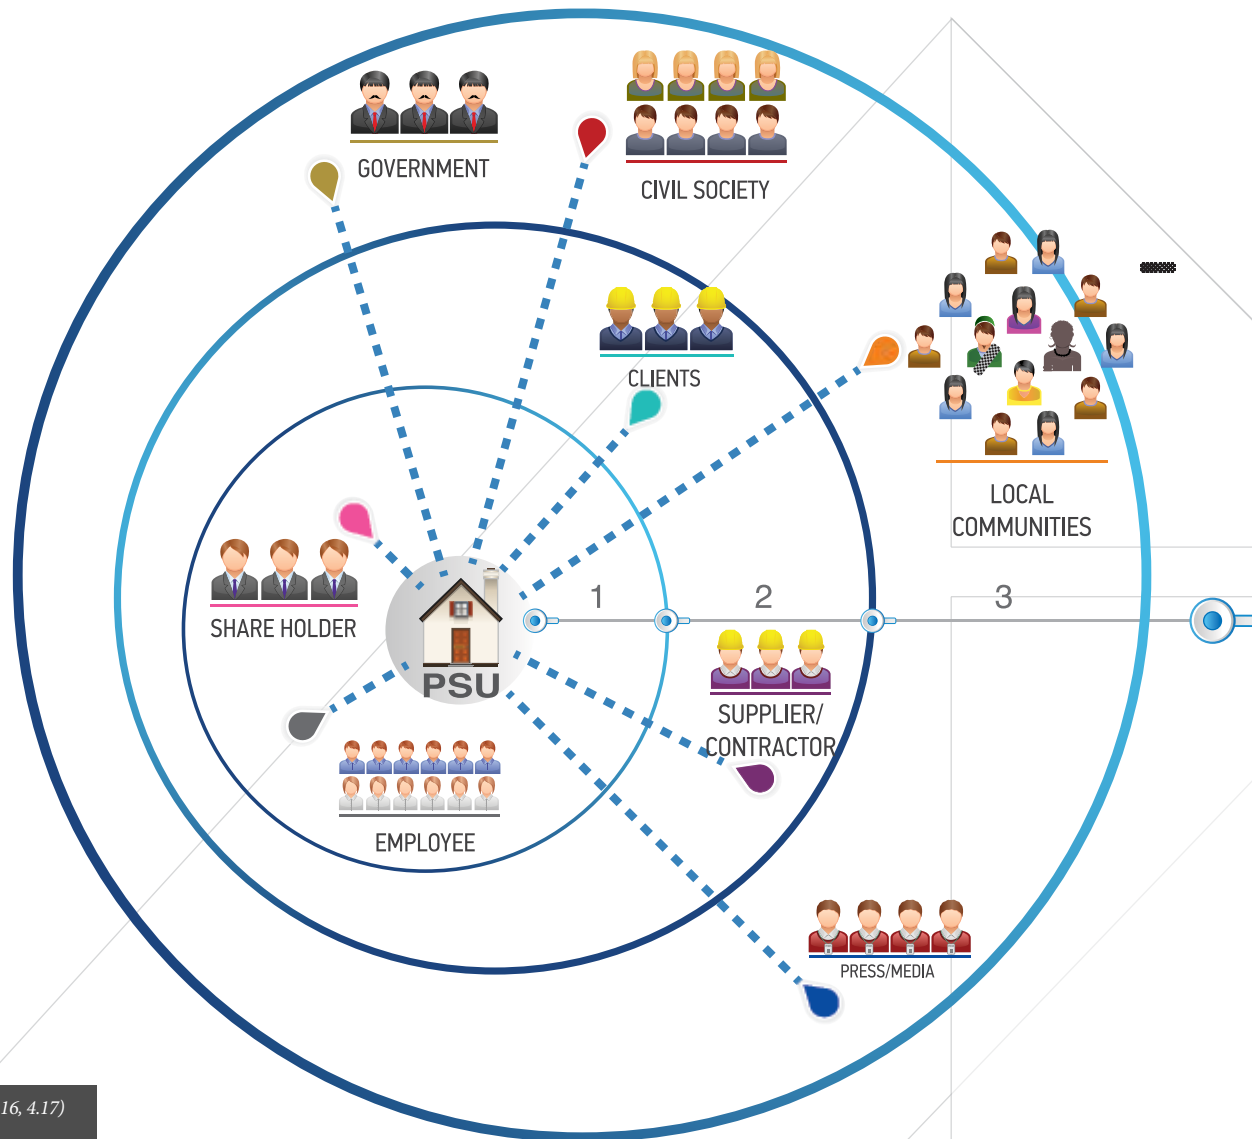 GOVERNMENT
CIVIL SOCIETY
CLIENTS
LOCAL
COMMUNITIES
SHARE HOLDER
1
2
3
PSU
SUPPLIER/
CONTRACTOR
EMPLOYEE
PRESS/MEDIA
16, 4.17)